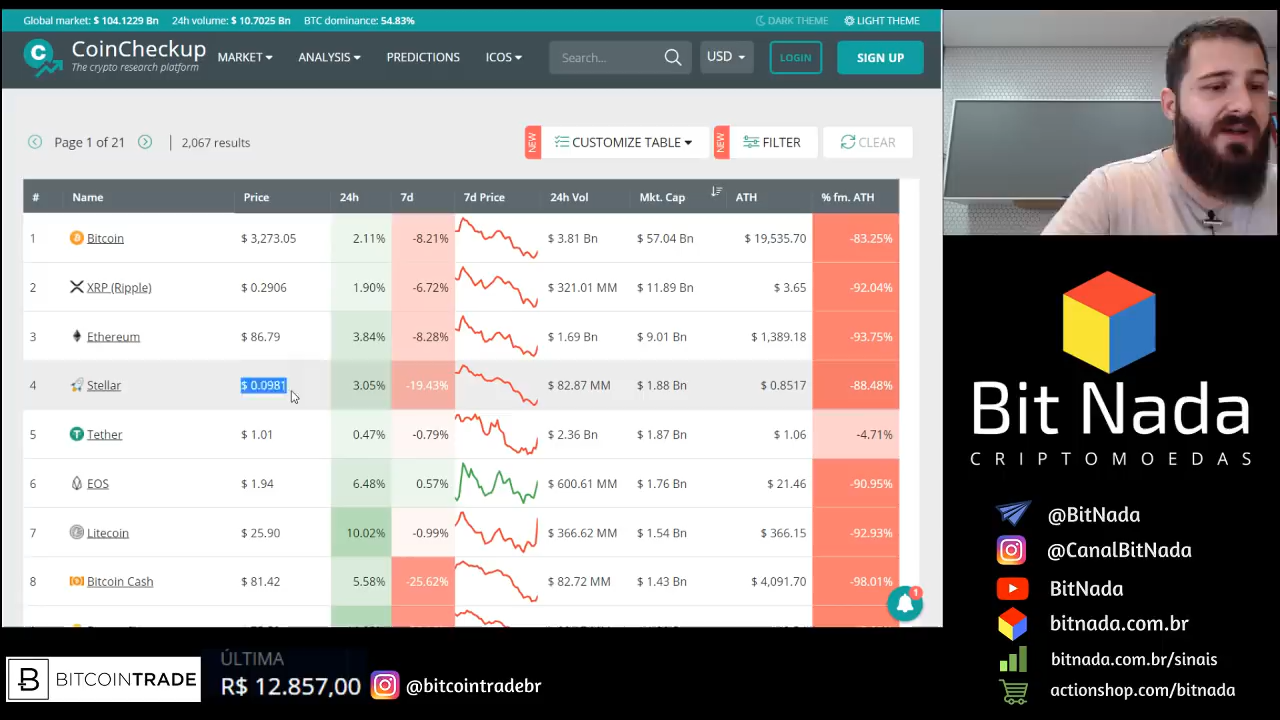 Global market: $ 104.1229 Bn 24h volume: $ 10.7025 Bn BTC dominance: 54.83% DARK THEME LIGHT THEME
CoinCheckup
The crypto research platform
MARKET ANALYSIS PREDICTIONS ICOS Search... USD LOGIN SIGN UP
Page 1 of 21 2,067 results NEW CUSTOMIZE TABLE NEW FILTER CLEAR
# Name Price 24h 7d 7d Price 24h Vol Mkt. Cap ATH % fm. ATH
1 Bitcoin $ 3,273.05 2.11% -8.21% $ 3.81 Bn $ 57.04 Bn $ 19,535.70 -83.25%
2 XRP (Ripple) $ 0.2906 1.90% -6.72% $ 321.01 MM $ 11.89 Bn $ 3.65 -92.04%
3 Ethereum $ 86.79 3.84% -8.28% $ 1.69 Bn $ 9.01 Bn $ 1,389.18 -93.75%
4 Stellar $ 0.0981 3.05% -19.43% $ 82.87 MM $ 1.88 Bn $ 0.8517 -88.48%
5 Tether $ 1.01 0.47% -0.79% $ 2.36 Bn $ 1.87 Bn $ 1.06 -4.71%
6 EOS $ 1.94 6.48% 0.57% $ 600.61 MM $ 1.76 Bn $ 21.46 -90.95%
7 Litecoin $ 25.90 10.02% -0.99% $ 366.62 MM $ 1.54 Bn $ 366.15 -92.93%
8 Bitcoin Cash $ 81.42 5.58% -25.62% $ 82.72 MM $ 1.43 Bn $ 4,091.70 -98.01%
1
Bit Nada
CRIPTOMOEDAS
@BitNada
@CanalBitNada
BitNada
bitnada.com.br
bitnada.com.br/sinais
actionshop.com/bitnada
BITCOINTRADE
ÚLTIMA
R$ 12.857,00
@bitcointradebr